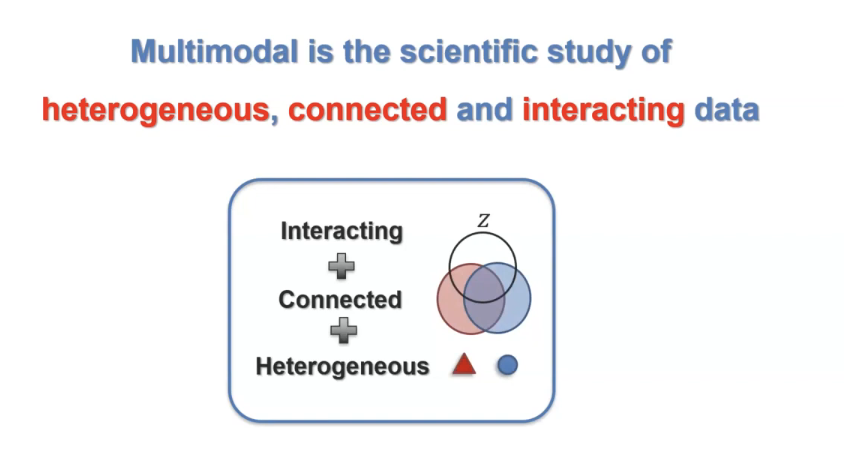 Multimodal is the scientific study of
heterogeneous, connected and interacting data
Interacting
z
Connected
Heterogeneous